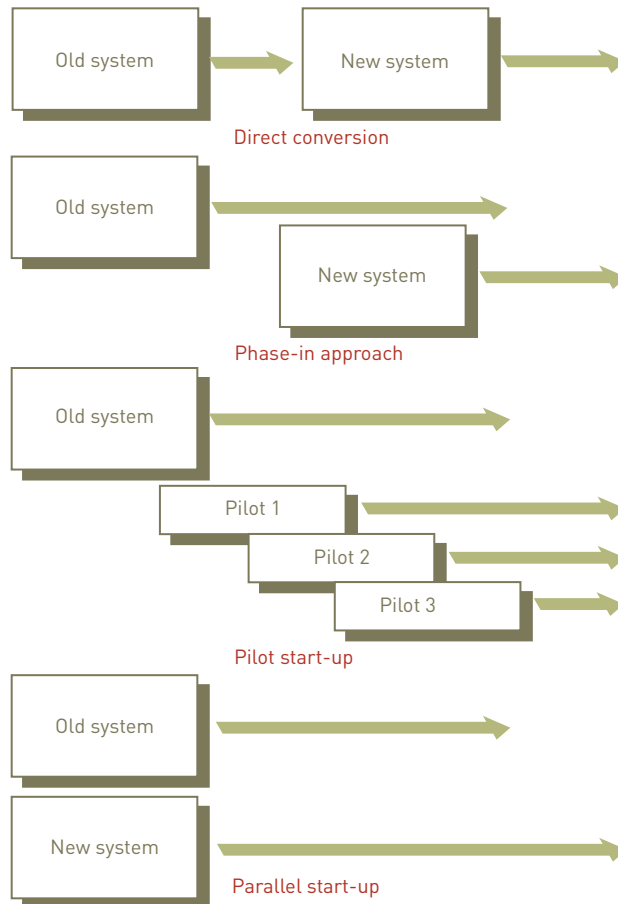 Old system
New system
Direct conversion
Old system
New system
Phase-in approach
Old system
Pilot 1
Pilot 2
Pilot 3
Pilot start-up
Old system
New system
Parallel start-up